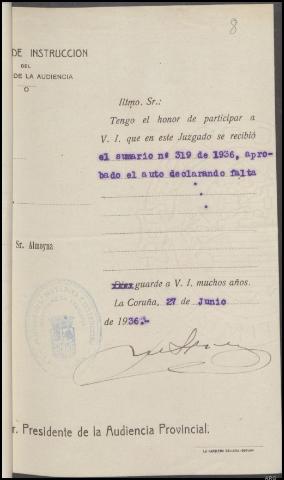 8
DE INSTRUCCION
DEL
DE LA AUDIENCIA
Iltmo. Sr.:
Tengo el honor de participar a
V. I. que en este Juzgado se recibió
el sumario nº 319 de 1936, apro-
bado el auto declarando falta
Sr. Almoyna
guarde a V. I. muchos años.
La Coruña, 27 de Junio
de 1936.-
r. Presidente de la Audiencia Provincial.